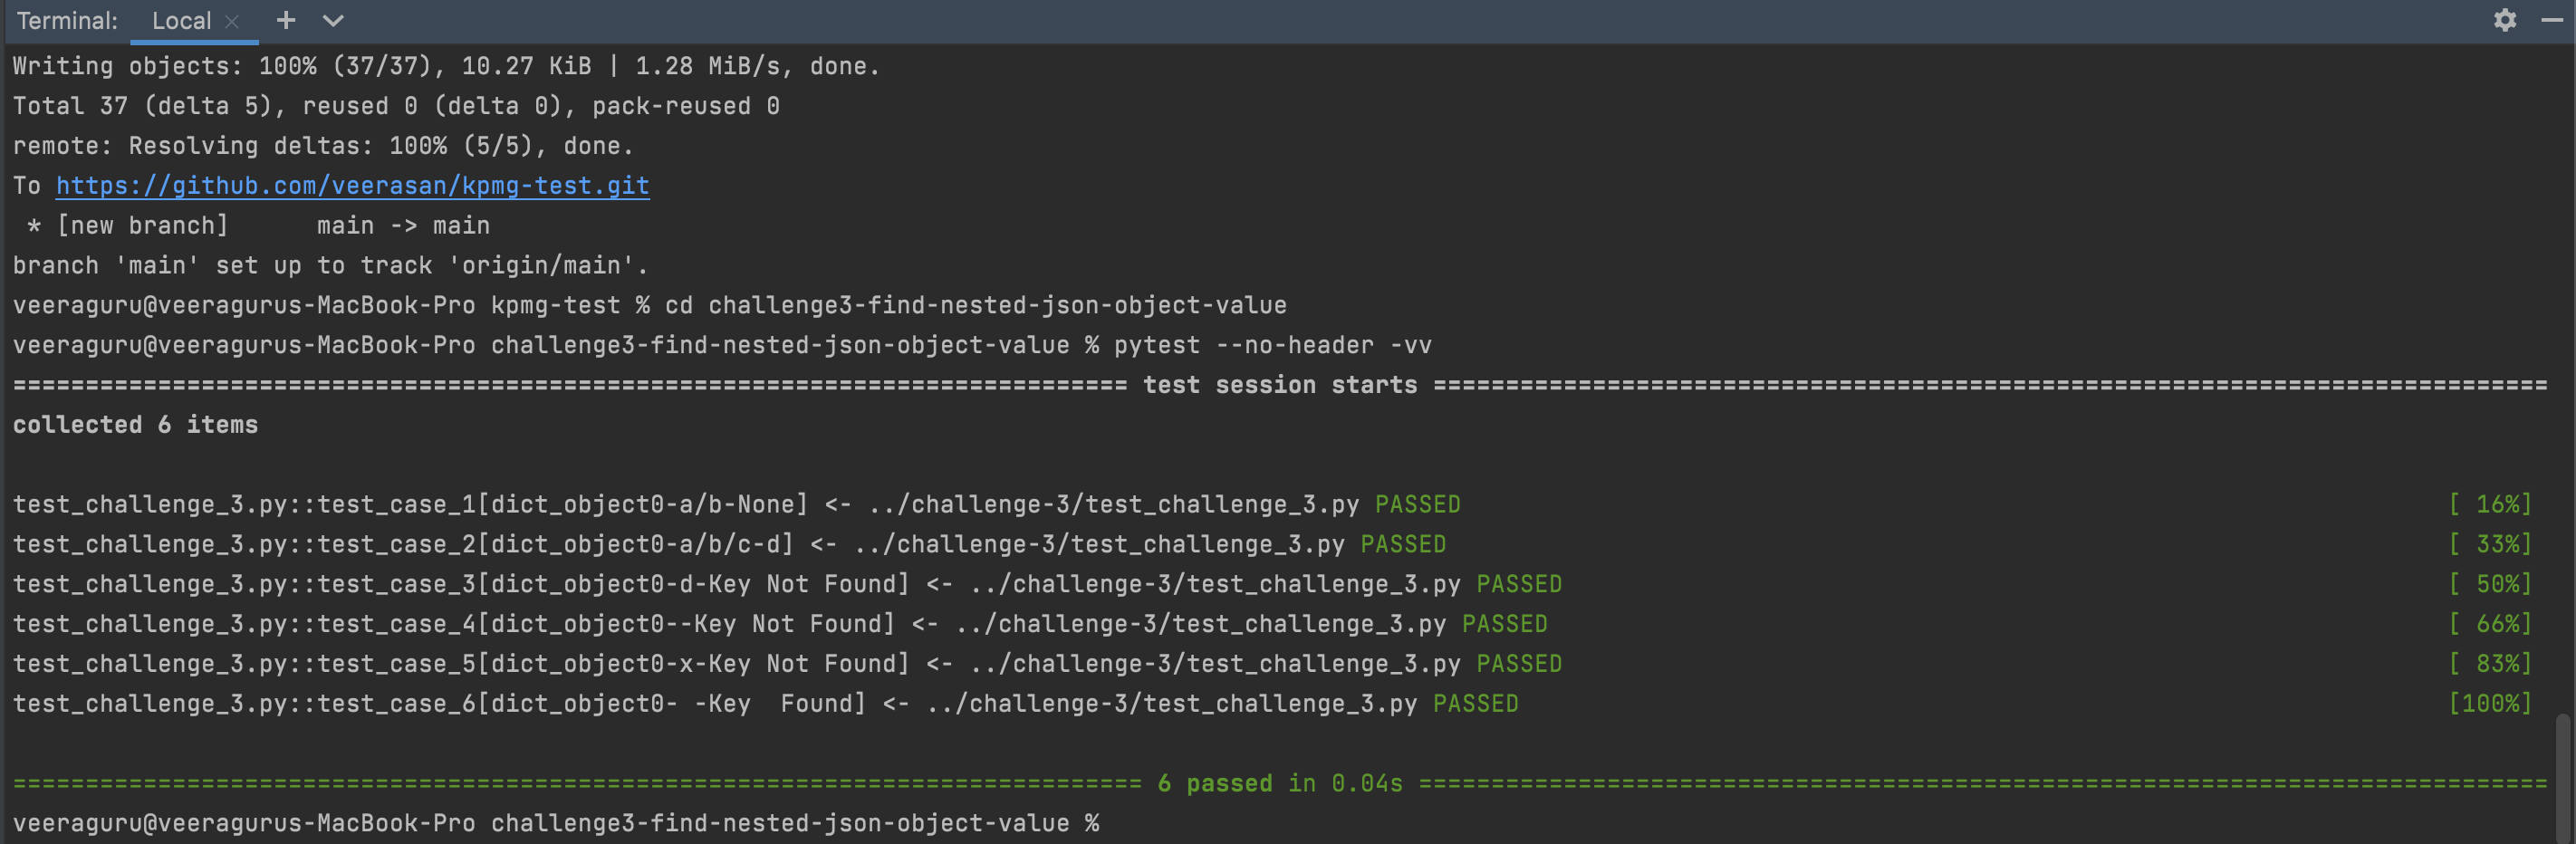 Terminal: Local × + 
Writing objects: 100% (37/37), 10.27 KiB | 1.28 MiB/s, done.
Total 37 (delta 5), reused 0 (delta 0), pack-reused 0
remote: Resolving deltas: 100% (5/5), done.
To https://github.com/veerasan/kpmg-test.git
 * [new branch]      main -> main
branch 'main' set up to track 'origin/main'.
veeraguru@veeragurus-MacBook-Pro kpmg-test % cd challenge3-find-nested-json-object-value
veeraguru@veeragurus-MacBook-Pro challenge3-find-nested-json-object-value % pytest --no-header -vv
============================================================================= test session starts =============================================================================
collected 6 items
test_challenge_3.py::test_case_1[dict_object0-a/b-None] <- ../challenge-3/test_challenge_3.py PASSED [ 16%]
test_challenge_3.py::test_case_2[dict_object0-a/b/c-d] <- ../challenge-3/test_challenge_3.py PASSED [ 33%]
test_challenge_3.py::test_case_3[dict_object0-d-Key Not Found] <- ../challenge-3/test_challenge_3.py PASSED [ 50%]
test_challenge_3.py::test_case_4[dict_object0--Key Not Found] <- ../challenge-3/test_challenge_3.py PASSED [ 66%]
test_challenge_3.py::test_case_5[dict_object0-x-Key Not Found] <- ../challenge-3/test_challenge_3.py PASSED [ 83%]
test_challenge_3.py::test_case_6[dict_object0- -Key  Found] <- ../challenge-3/test_challenge_3.py PASSED [100%]
============================================================================== 6 passed in 0.04s ==============================================================================
veeraguru@veeragurus-MacBook-Pro challenge3-find-nested-json-object-value %